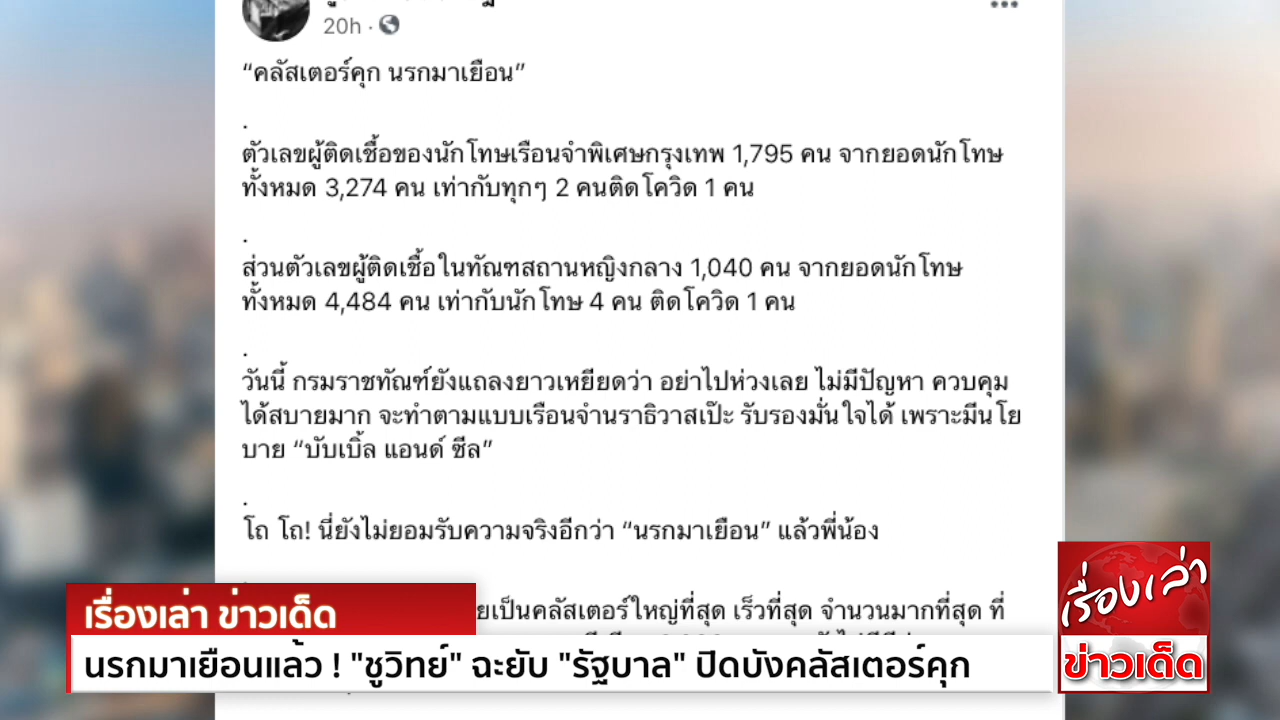 20h
“คลัสเตอร์คุก นรกมาเยือน”
.
ตัวเลขผู้ติดเชื้อของนักโทษเรือนจำพิเศษกรุงเทพ 1,795 คน จากยอดนักโทษ
ทั้งหมด 3,274 คน เท่ากับทุกๆ 2 คนติดโควิด 1 คน
.
ส่วนตัวเลขผู้ติดเชื้อในทัณฑสถานหญิงกลาง 1,040 คน จากยอดนักโทษ
ทั้งหมด 4,484 คน เท่ากับนักโทษ 4 คน ติดโควิด 1 คน
.
วันนี้ กรมราชทัณฑ์ยังแถลงยาวเหยียดว่า อย่าไปห่วงเลย ไม่มีปัญหา ควบคุม
ได้สบายมาก จะทำตามแบบเรือนจำนราธิวาสเป๊ะ รับรองมั่นใจได้ เพราะมีนโย
บาย “บับเบิ้ล แอนด์ ซีล”
.
โถ โถ! นี่ยังไม่ยอมรับความจริงอีกว่า “นรกมาเยือน” แล้วพี่น้อง
ยเป็นคลัสเตอร์ใหญ่ที่สุด เร็วที่สุด จำนวนมากที่สุด ที่
เรื่องเล่า ข่าวเด็ด
นรกมาเยือนแล้ว ! "ชูวิทย์" ฉะยับ "รัฐบาล" ปิดบังคลัสเตอร์คุก
เรื่องเล่า
ข่าวเด็ด